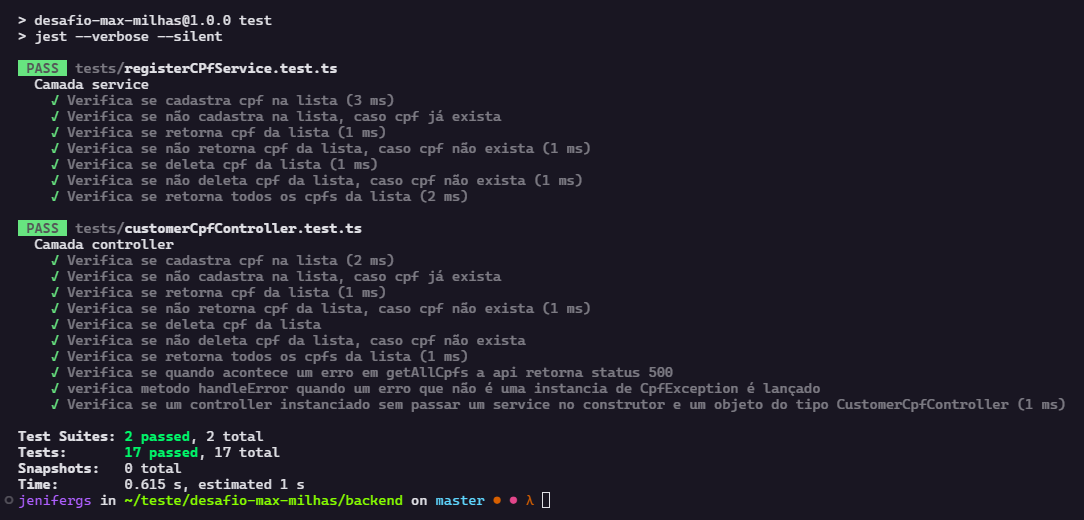 > desafio-max-milhas@1.0.0 test
> jest --verbose --silent
PASS tests/registerCPfService.test.ts
Camada service
√ Verifica se cadastra cpf na lista (3 ms)
√ Verifica se não cadastra na lista, caso cpf já exista
√ Verifica se retorna cpf da lista (1 ms)
√ Verifica se não retorna cpf da lista, caso cpf não exista (1 ms)
√ Verifica se deleta cpf da lista (1 ms)
√ Verifica se não deleta cpf da lista, caso cpf não exista (1 ms)
√ Verifica se retorna todos os cpfs da lista (2 ms)
PASS tests/customerCpfController.test.ts
Camada controller
√ Verifica se cadastra cpf na lista (2 ms)
√ Verifica se não cadastra na lista, caso cpf já exista
√ Verifica se retorna cpf da lista (1 ms)
√ Verifica se não retorna cpf da lista, caso cpf não exista (1 ms)
√ Verifica se deleta cpf da lista
√ Verifica se não deleta cpf da lista, caso cpf não exista
√ Verifica se retorna todos os cpfs da lista (1 ms)
√ Verifica se quando acontece um erro em getAllCpfs a api retorna status 500
√ verifica metodo handleError quando um erro que não é uma instancia de CpfException é lançado
√ Verifica se um controller instanciado sem passar um service no construtor e um objeto do tipo CustomerCpfController (1 ms)
Test Suites: 2 passed, 2 total
Tests: 17 passed, 17 total
Snapshots: 0 total
Time: 0.615 s, estimated 1 s
jenifergs in ~/teste/desafio-max-milhas/backend on master ● ● λ